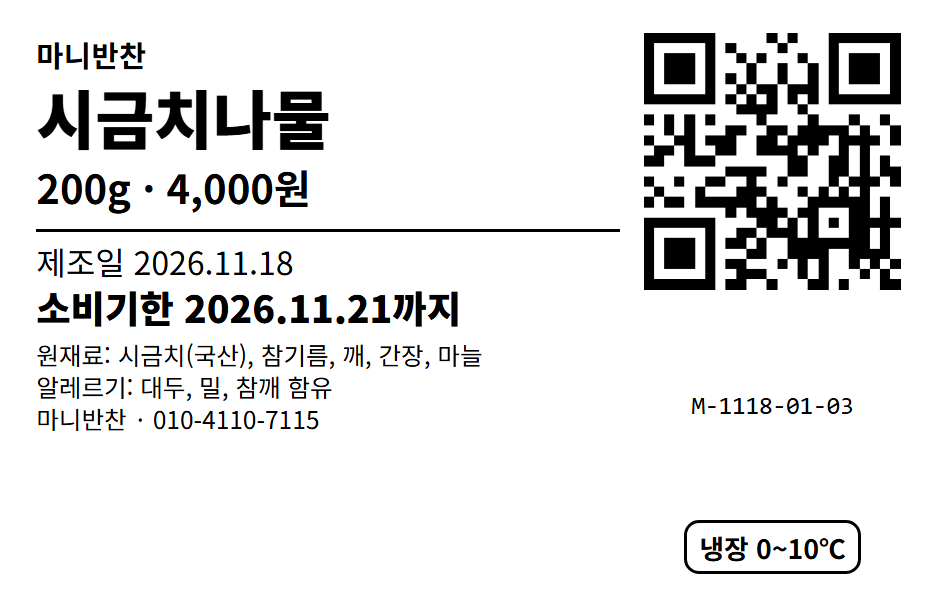 마니반찬
시금치나물
200g · 4,000원
제조일 2026.11.18
소비기한 2026.11.21까지
원재료: 시금치(국산), 참기름, 깨, 간장, 마늘
알레르기: 대두, 밀, 참깨 함유
마니반찬 · 010-4110-7115
M-1118-01-03
냉장 0~10℃